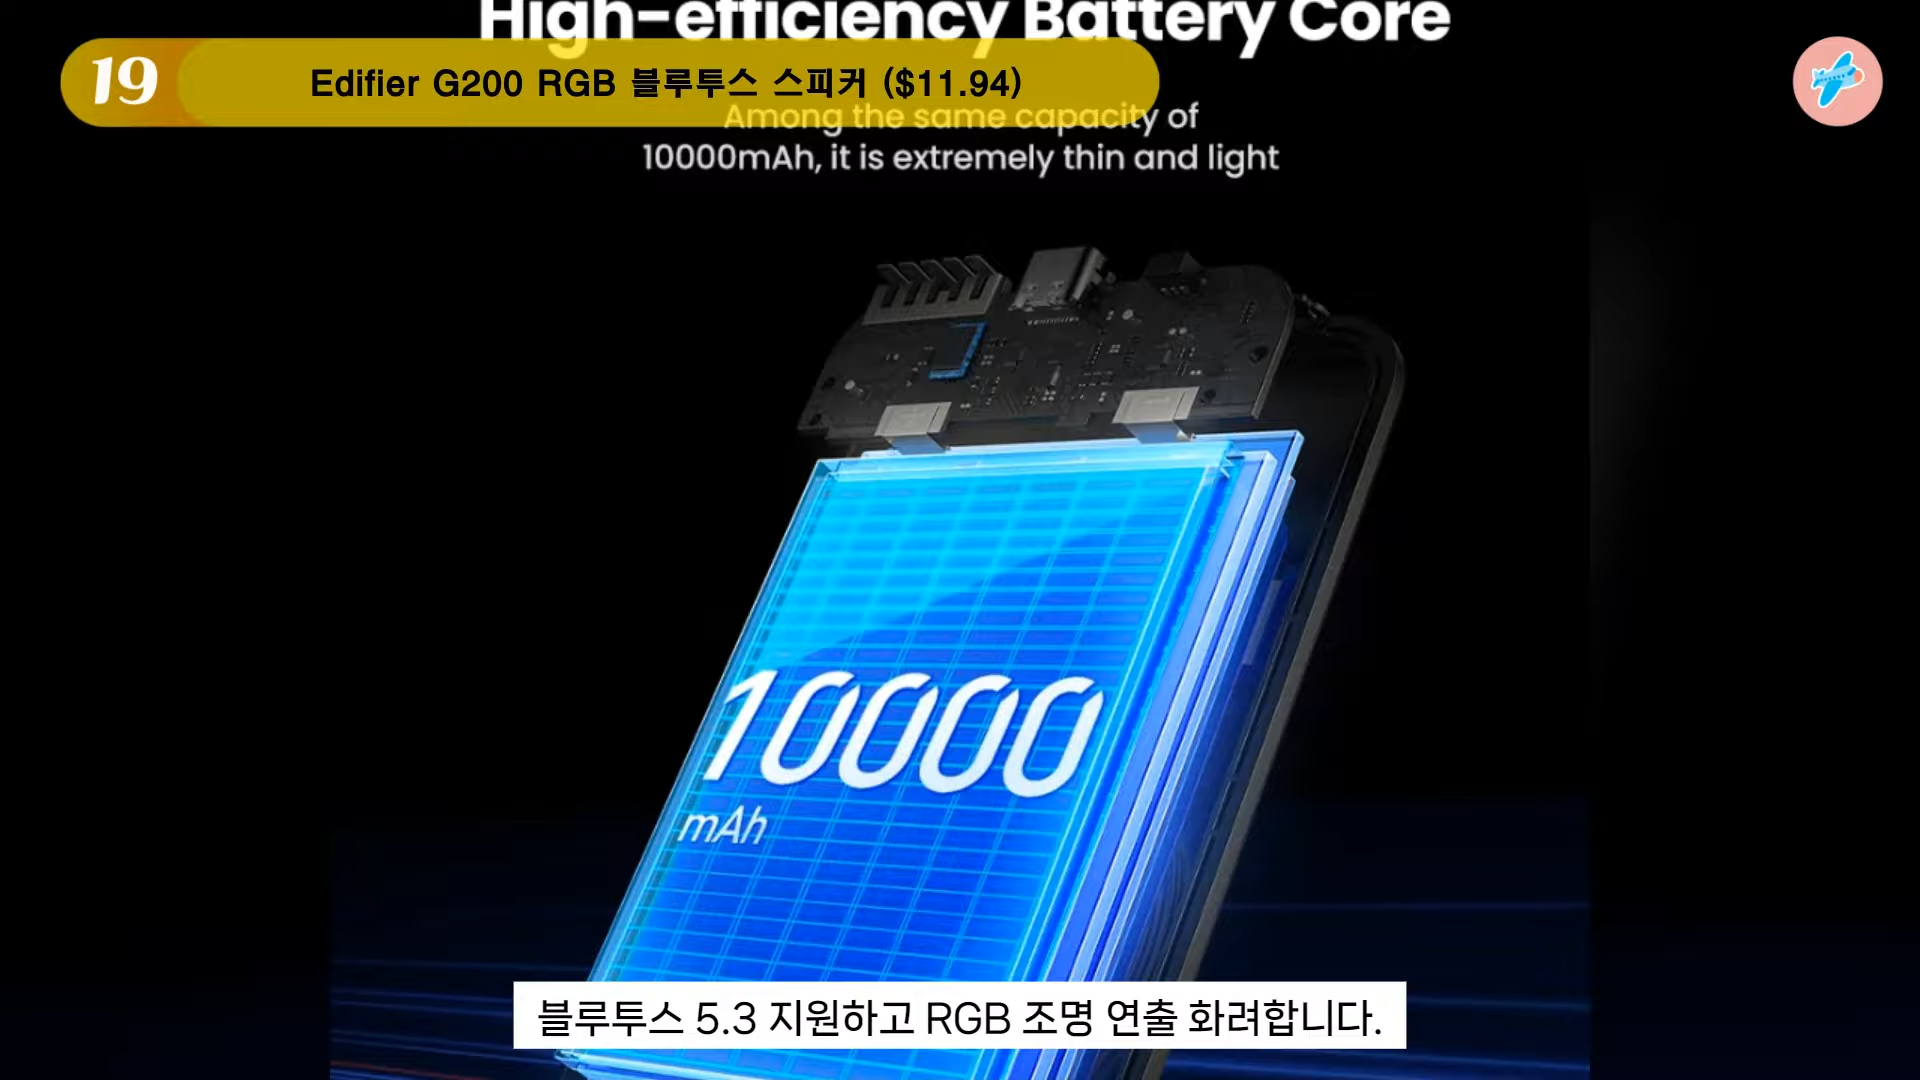 High-efficiency Battery Core
19
Edifier G200 RGB 블루투스 스피커 ($11.94)
Among the same capacity of
10000mAh, it is extremely thin and light
10000
mAh
블루투스 5.3 지원하고 RGB 조명 연출 화려합니다.